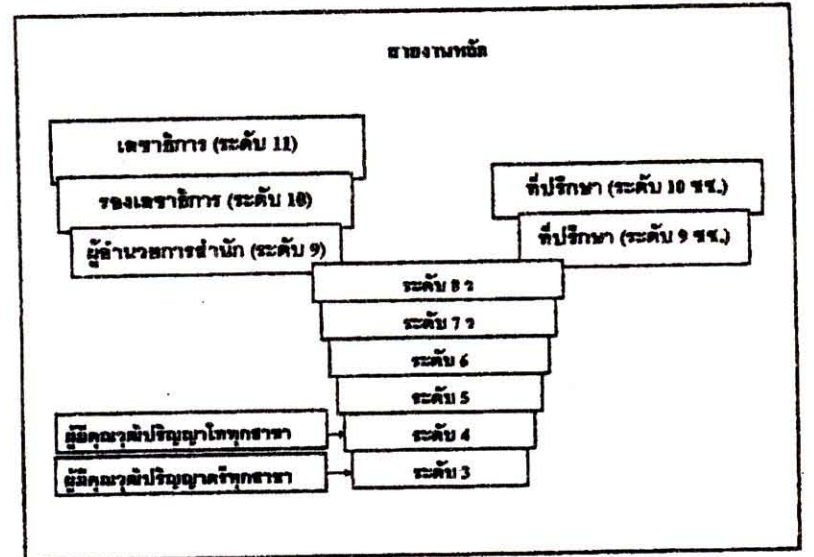 สายงานหลัก
เลขาธิการ (ระดับ 11)
รองเลขาธิการ (ระดับ 10)
ผู้อำนวยการสำนัก (ระดับ 9)
ที่ปรึกษา (ระดับ 10 ชช.)
ที่ปรึกษา (ระดับ 9 ชช.)
ระดับ 8 ว
ระดับ 7 ว
ระดับ 6
ระดับ 5
ผู้มีคุณวุฒิปริญญาโททุกสาขา
ระดับ 4
ผู้มีคุณวุฒิปริญญาตรีทุกสาขา
ระดับ 3